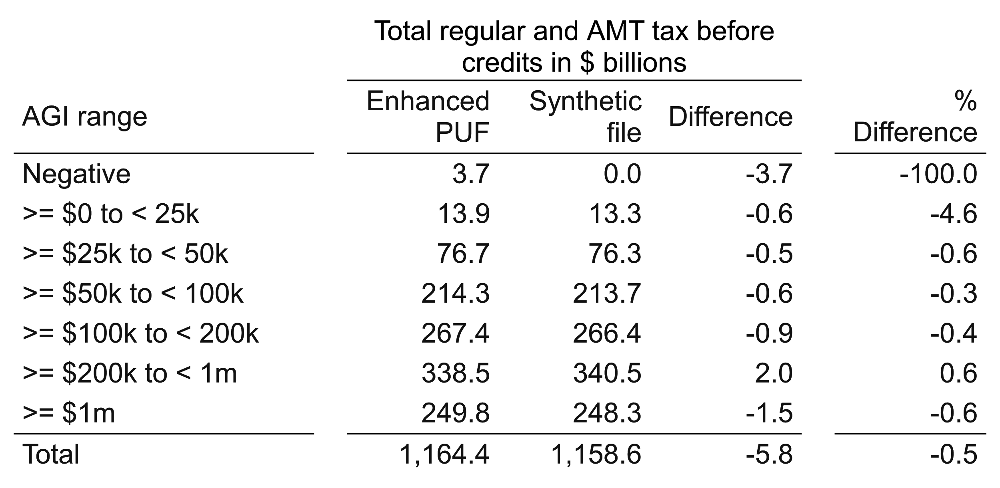 Total regular and AMT tax before
credits in $ billions
AGI range Enhanced PUF Synthetic file Difference % Difference
Negative 3.7 0.0 -3.7 -100.0
>= $0 to < 25k 13.9 13.3 -0.6 -4.6
>= $25k to < 50k 76.7 76.3 -0.5 -0.6
>= $50k to < 100k 214.3 213.7 -0.6 -0.3
>= $100k to < 200k 267.4 266.4 -0.9 -0.4
>= $200k to < 1m 338.5 340.5 2.0 0.6
>= $1m 249.8 248.3 -1.5 -0.6
Total 1,164.4 1,158.6 -5.8 -0.5